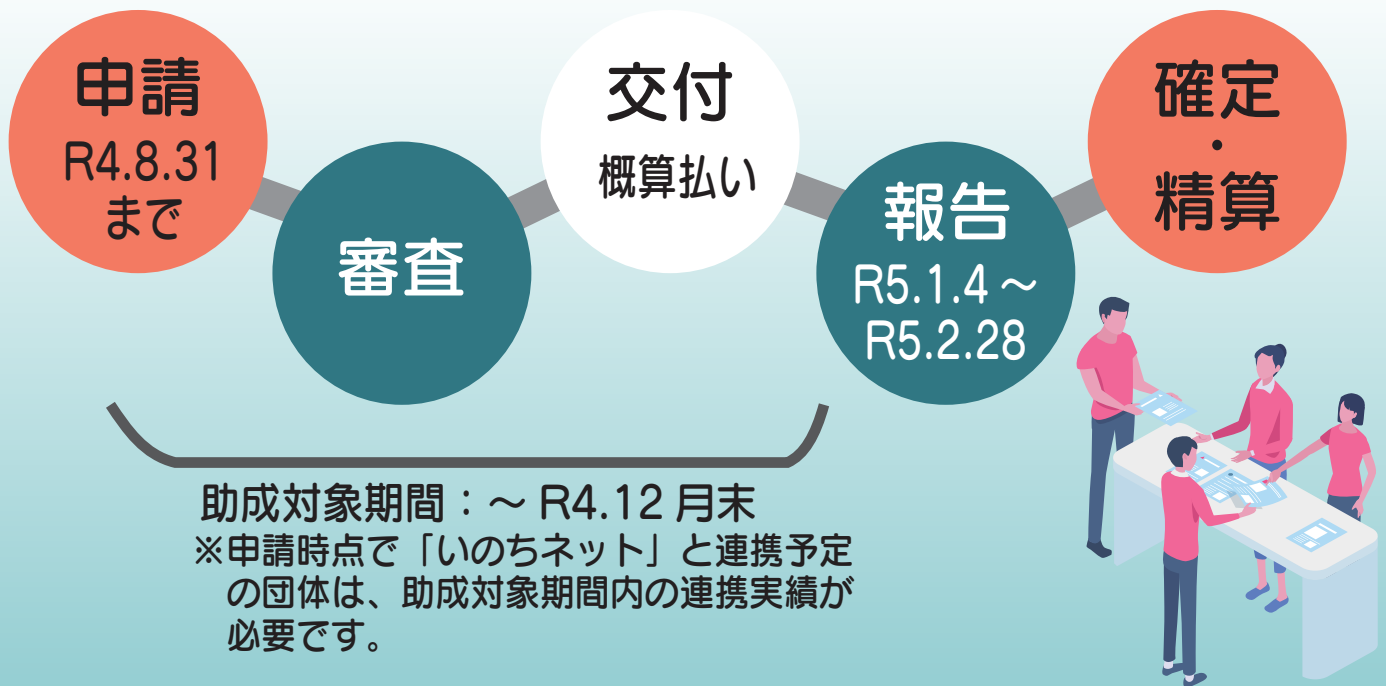 申請
R4.8.31
まで
審査
交付
概算払い
報告
R5.1.4 ～
R5.2.28
確定
・
精算
助成対象期間：～ R4.12 月末
※申請時点で「いのちネット」と連携予定
の団体は、助成対象期間内の連携実績が
必要です。